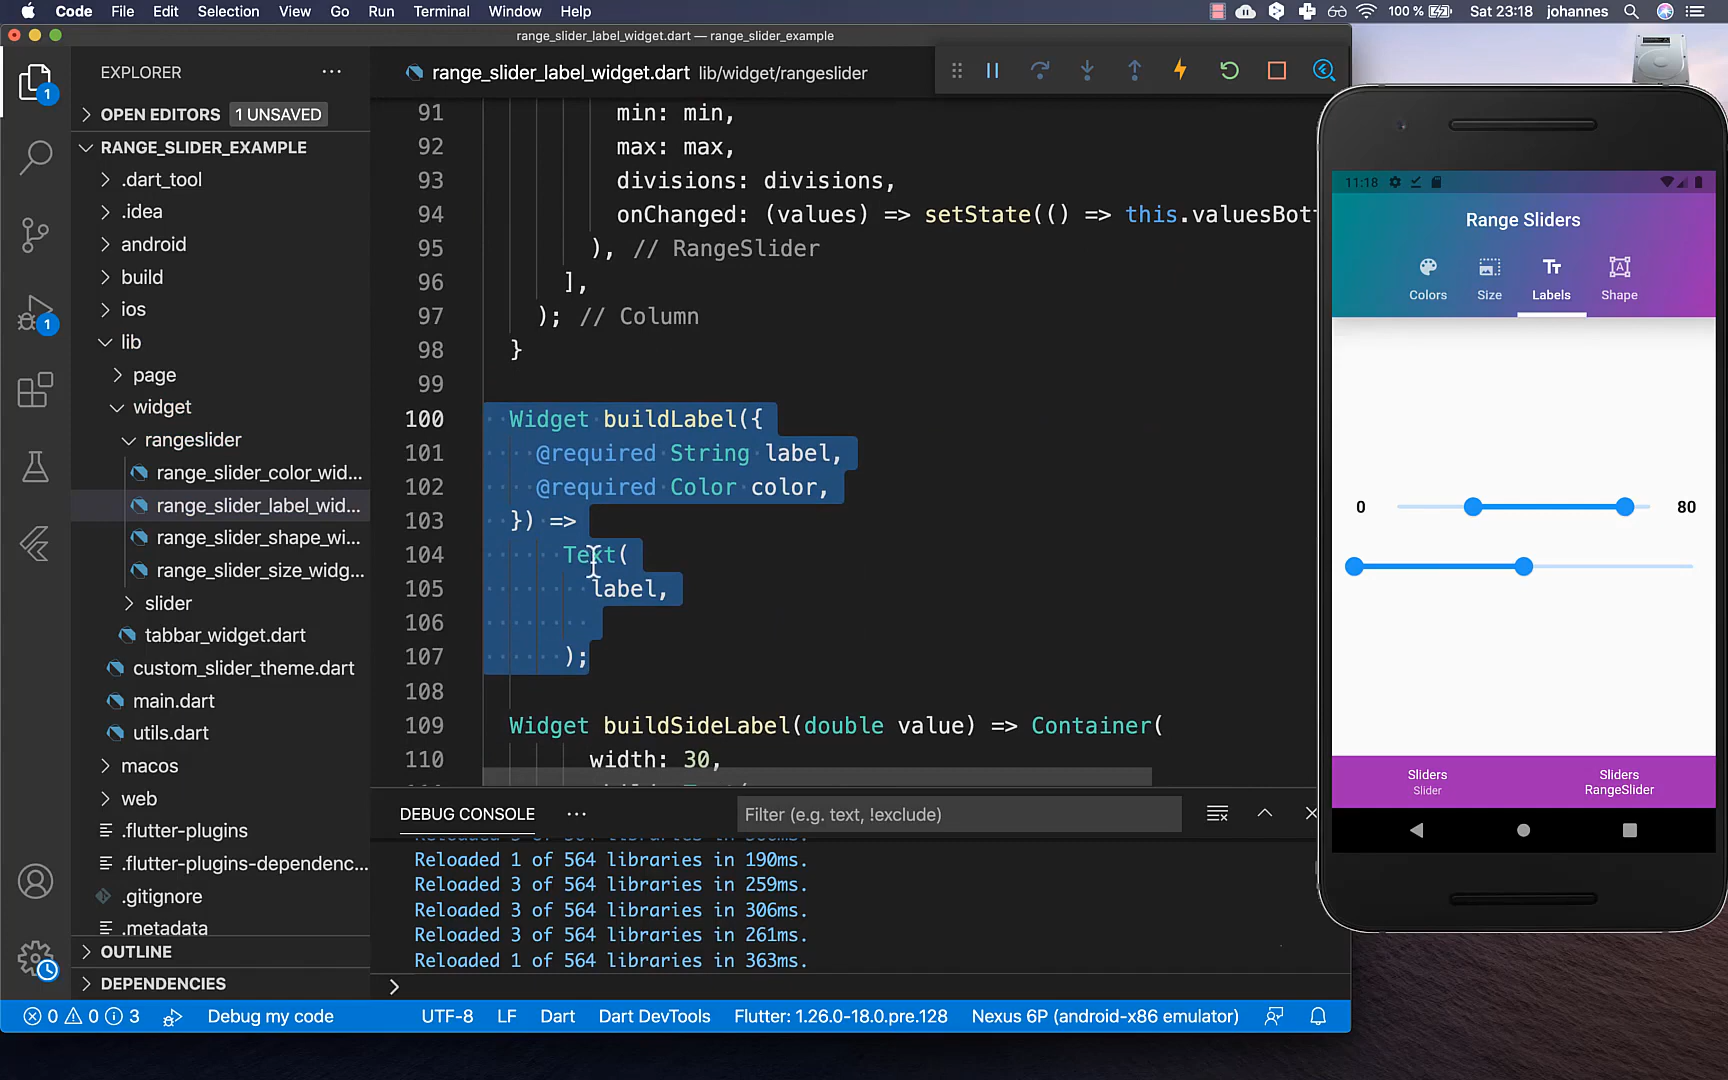 Code File Edit Selection View Go Run Terminal Window Help 100 % Sat 23:18 johannes
range_slider_label_widget.dart — range_slider_example
EXPLORER
OPEN EDITORS 1 UNSAVED
RANGE_SLIDER_EXAMPLE
.dart_tool
.idea
android
build
ios
lib
page
widget
rangeslider
range_slider_color_wid...
range_slider_label_wid...
range_slider_shape_wi...
range_slider_size_widg...
slider
tabbar_widget.dart
custom_slider_theme.dart
main.dart
utils.dart
macos
web
.flutter-plugins
.flutter-plugins-dependenc...
.gitignore
.metadata
OUTLINE
DEPENDENCIES
1
1
range_slider_label_widget.dart lib/widget/rangeslider
91 min: min,
92 max: max,
93 divisions: divisions,
94 onChanged: (values) => setState(() => this.valuesBott
95 ), // RangeSlider
96 ],
97 ); // Column
98 }
99
100 Widget buildLabel({
101 @required String label,
102 @required Color color,
103 }) =>
104 Text(
105 label,
106
107 );
108
109 Widget buildSideLabel(double value) => Container(
110 width: 30,
DEBUG CONSOLE Filter (e.g. text, !exclude)
Reloaded 1 of 564 libraries in 190ms.
Reloaded 3 of 564 libraries in 259ms.
Reloaded 3 of 564 libraries in 306ms.
Reloaded 3 of 564 libraries in 261ms.
Reloaded 1 of 564 libraries in 363ms.
0 0 3 Debug my code UTF-8 LF Dart Dart DevTools Flutter: 1.26.0-18.0.pre.128 Nexus 6P (android-x86 emulator)
11:18
Range Sliders
Colors Size Labels Shape
0 80
Sliders
Slider
Sliders
RangeSlider